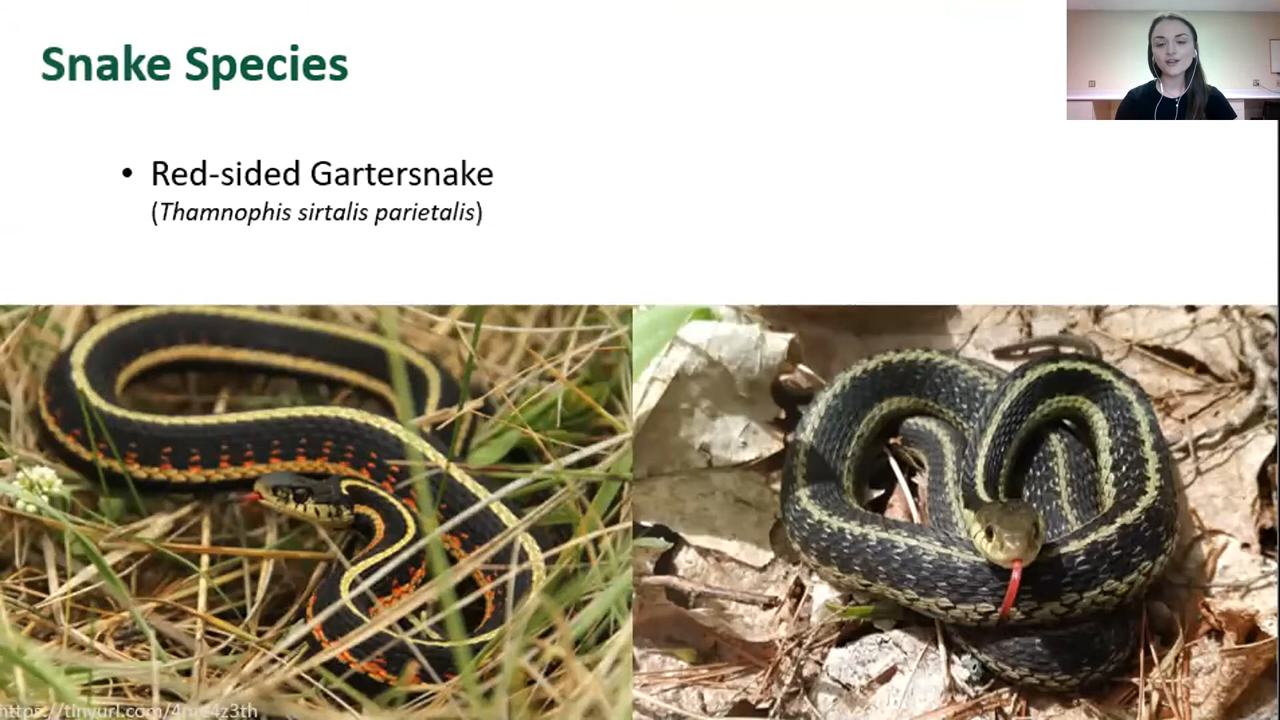 Snake Species
• Red-sided Gartersnake
(Thamnophis sirtalis parietalis)